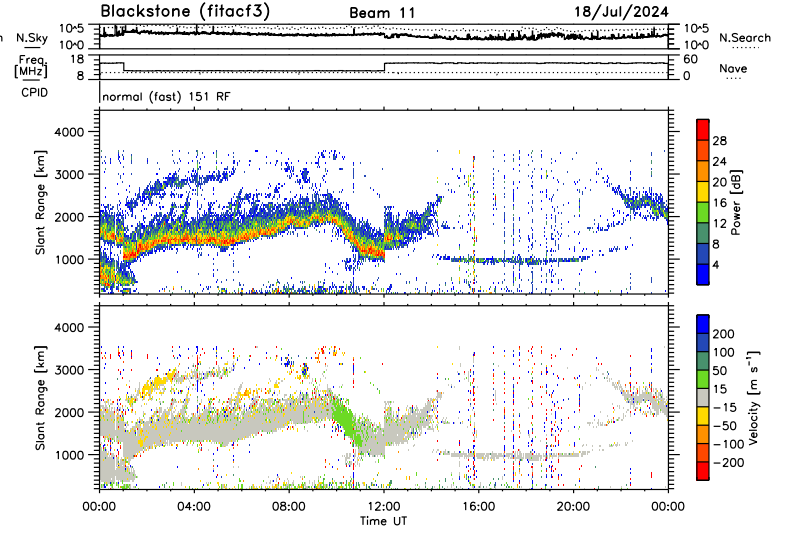 Blackstone (fitacf3) Beam 11 18/Jul/2024
N.Sky 10^5 10^0 10^5 10^0 N.Search
Freq. [MHz] 18 8 60 0 Nave
CPID normal (fast) 151 RF
Slant Range [km] 4000 3000 2000 1000
28 24 20 16 12 8 4 Power [dB]
Slant Range [km] 4000 3000 2000 1000
200 100 50 15 -15 -50 -100 -200 Velocity [m s⁻¹]
00:00 04:00 08:00 12:00 16:00 20:00 00:00
Time UT